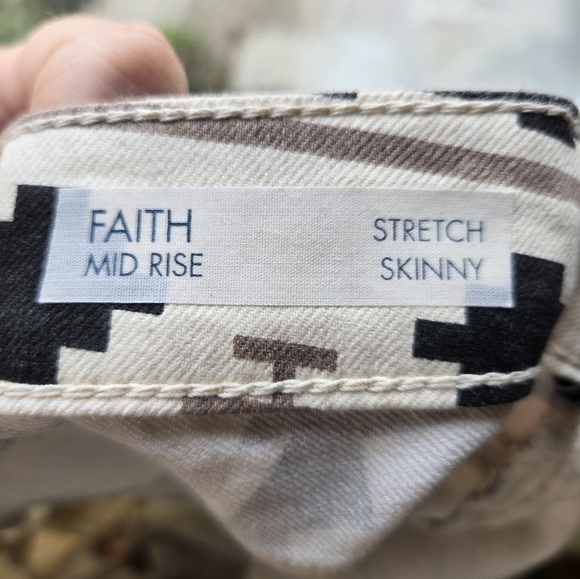 FAITH
MID RISE
STRETCH
SKINNY